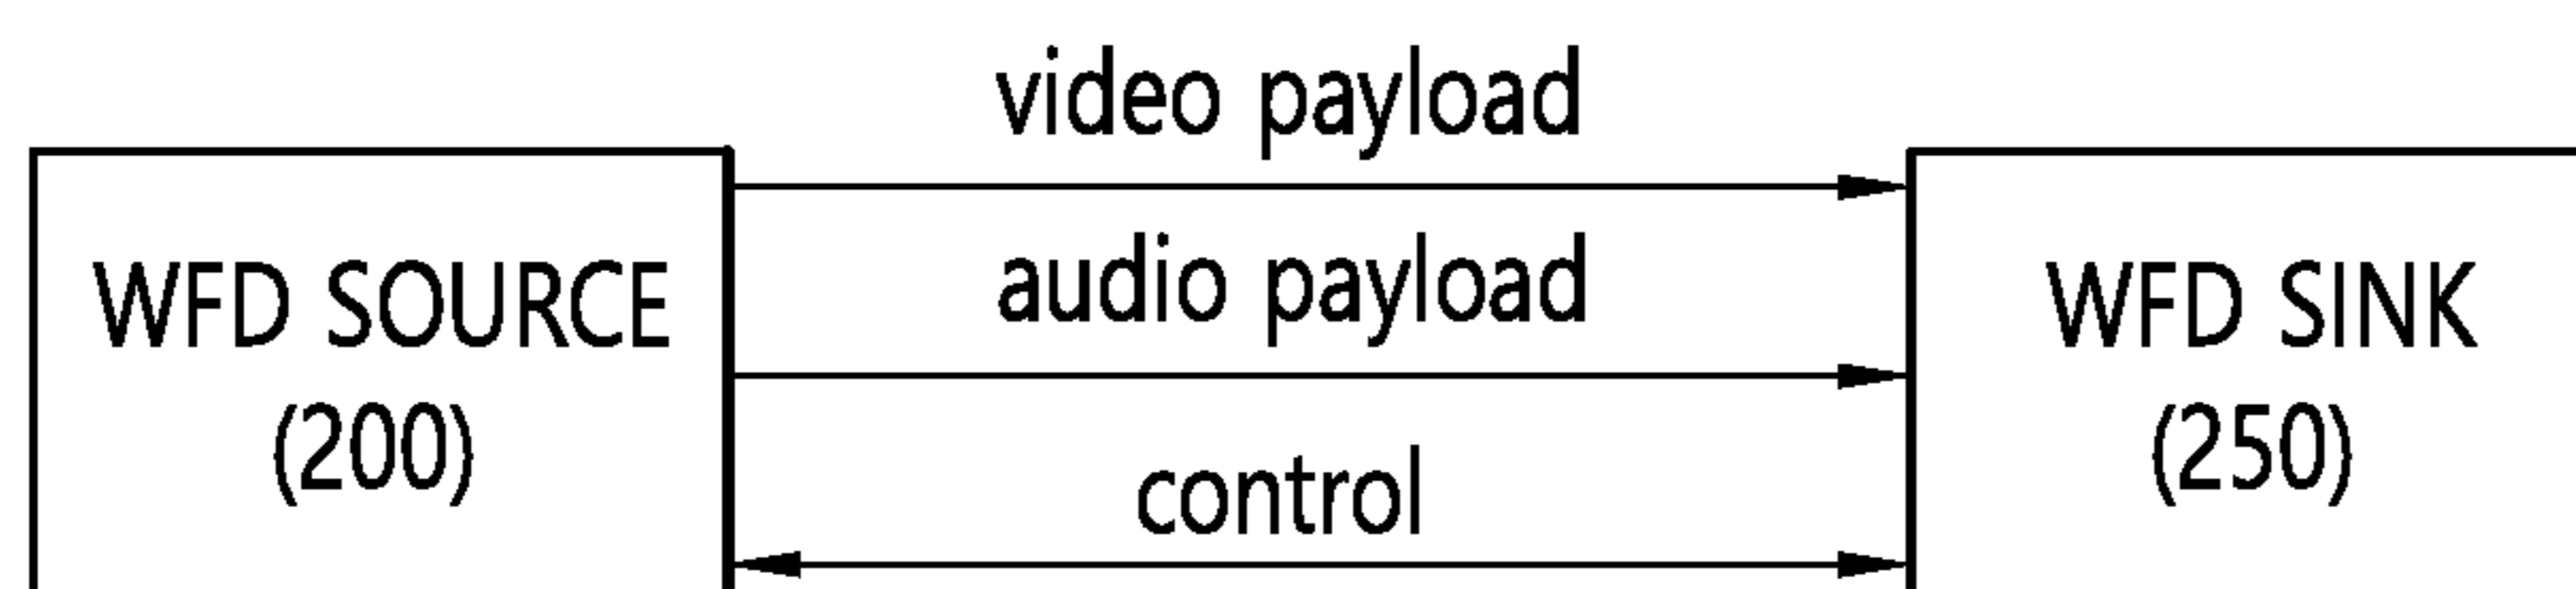 video payload
audio payload
WFD SOURCE
(200)
WFD SINK
(250)
control